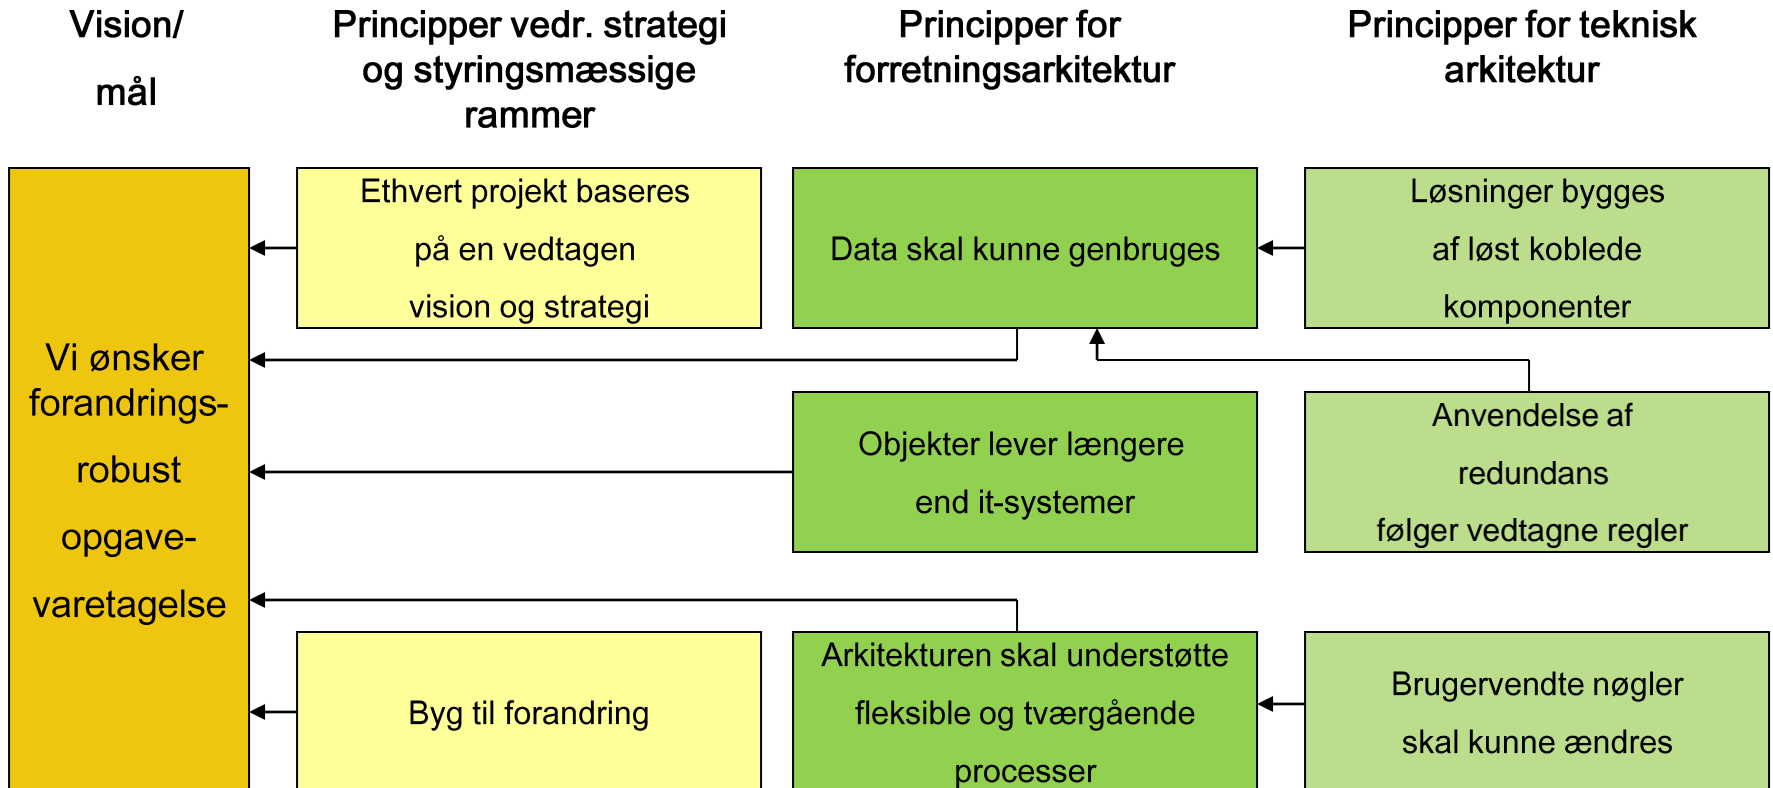 Vision/
mål
Principper vedr. strategi
og styringsmæssige
rammer
Principper for
forretningsarkitektur
Principper for teknisk
arkitektur
Vi ønsker
forandrings-
robust
opgave-
varetagelse
Ethvert projekt baseres
på en vedtagen
vision og strategi
Data skal kunne genbruges
Løsninger bygges
af løst koblede
komponenter
Objekter lever længere
end it-systemer
Anvendelse af
redundans
følger vedtagne regler
Byg til forandring
Arkitekturen skal understøtte
fleksible og tværgående
processer
Brugervendte nøgler
skal kunne ændres